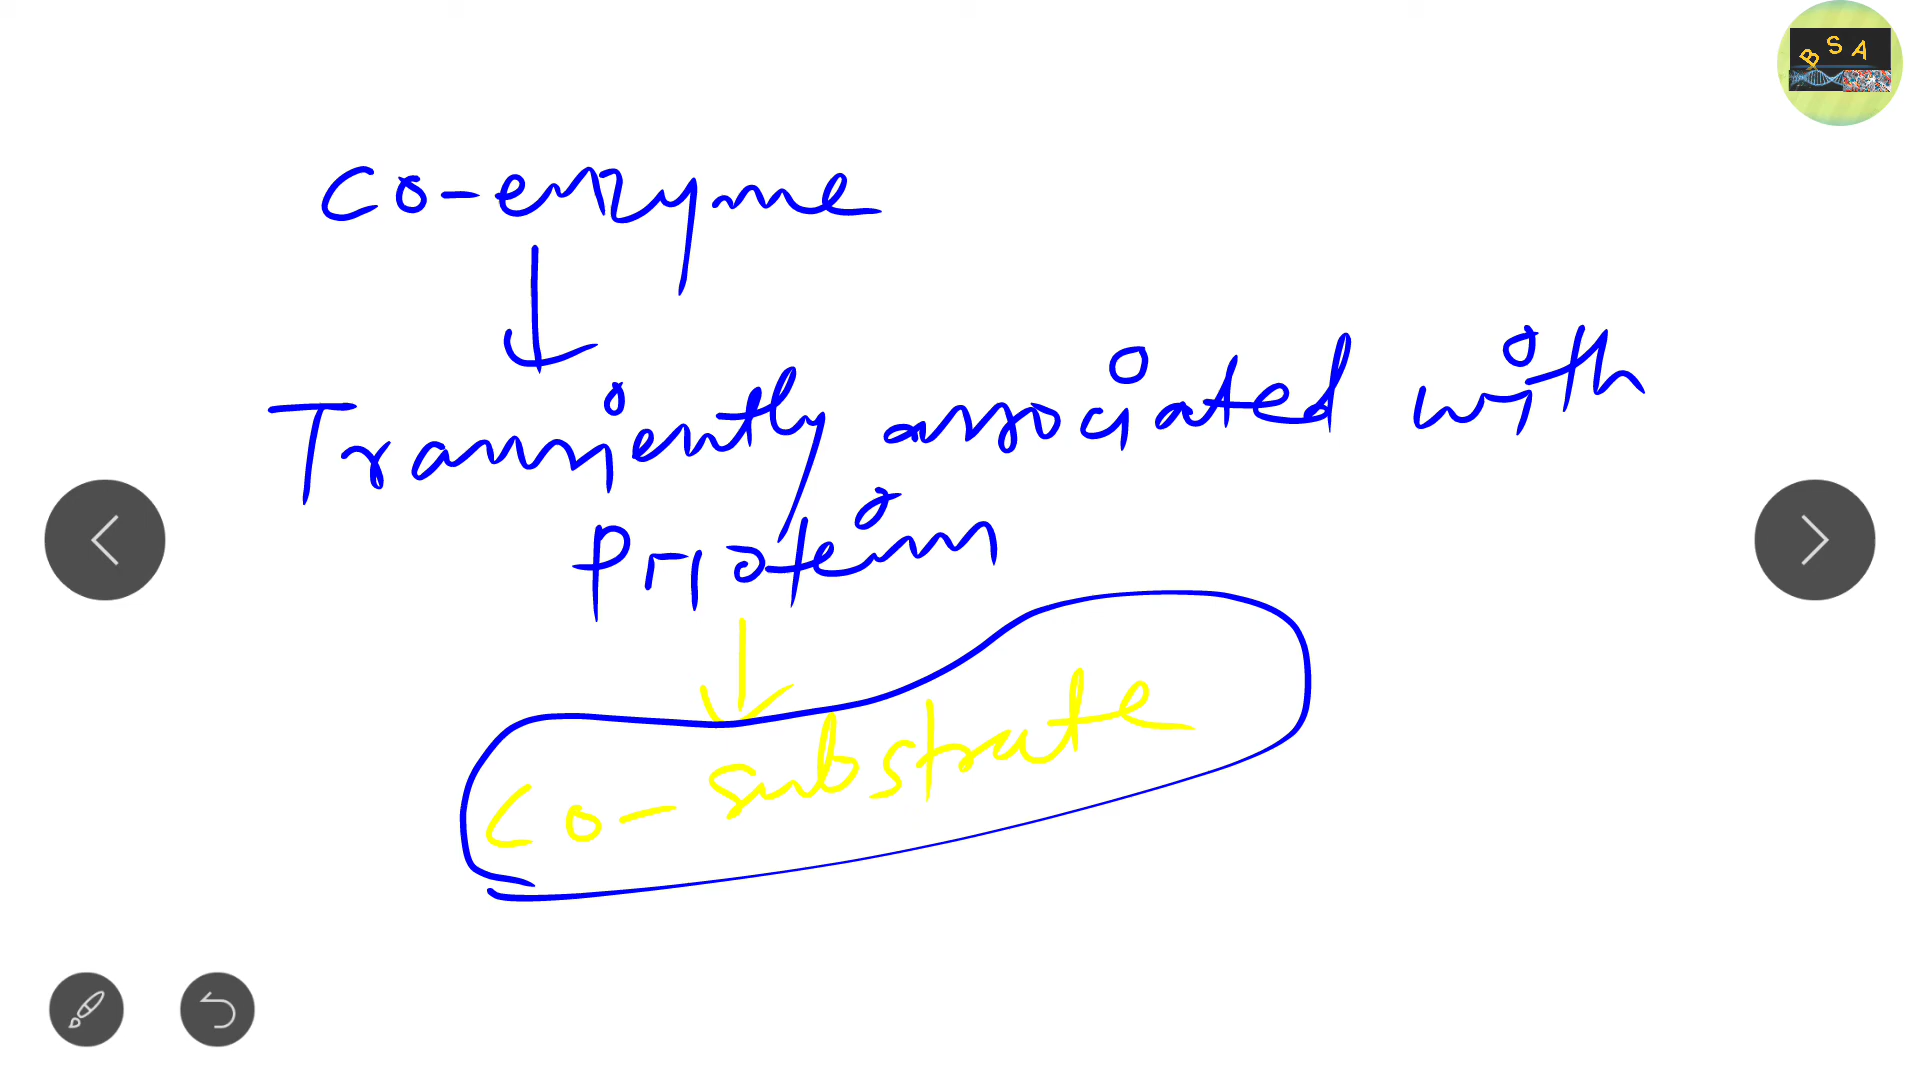 BSA
Co-enzyme
Transiently associated with
Protein
Co-substrate